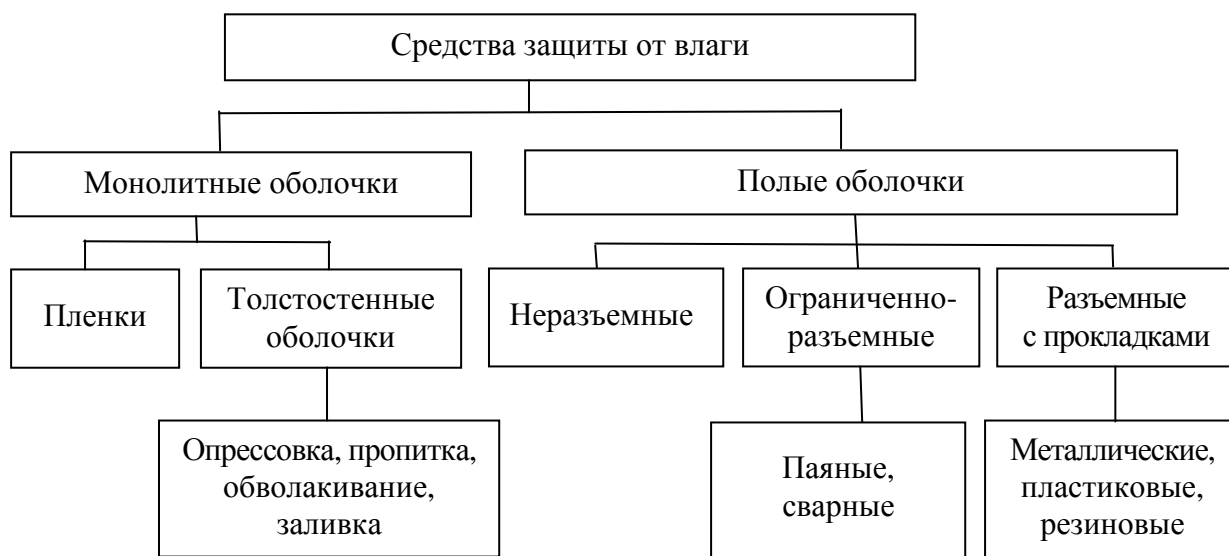 Средства защиты от влаги
Монолитные оболочки
Полые оболочки
Пленки
Толстостенные
оболочки
Неразъемные
Ограниченно-
разъемные
Разъемные
с прокладками
Опрессовка, пропитка,
обволакивание,
заливка
Паяные,
сварные
Металлические,
пластиковые,
резиновые